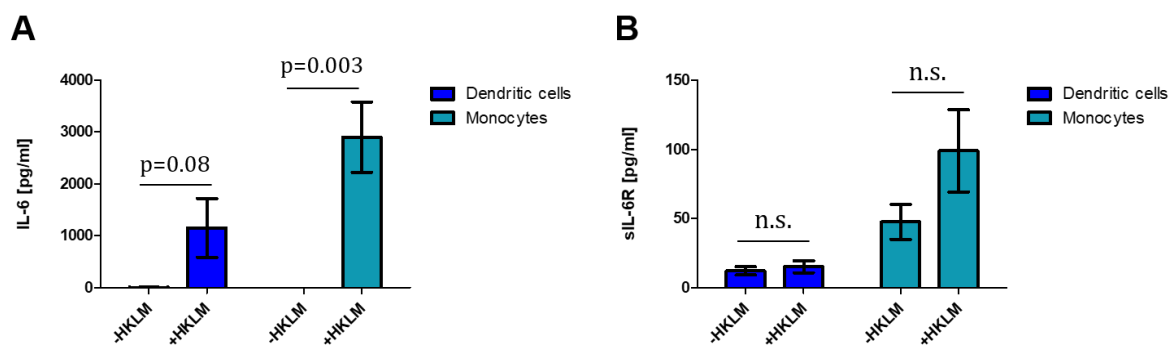 A
p=0.08
p=0.003
IL-6 [pg/ml]
4000
3000
2000
1000
0
-HKLM
+HKLM
-HKLM
+HKLM
Dendritic cells
Monocytes
B
n.s.
n.s.
sIL-6R [pg/ml]
150
100
50
0
-HKLM
+HKLM
-HKLM
+HKLM
Dendritic cells
Monocytes